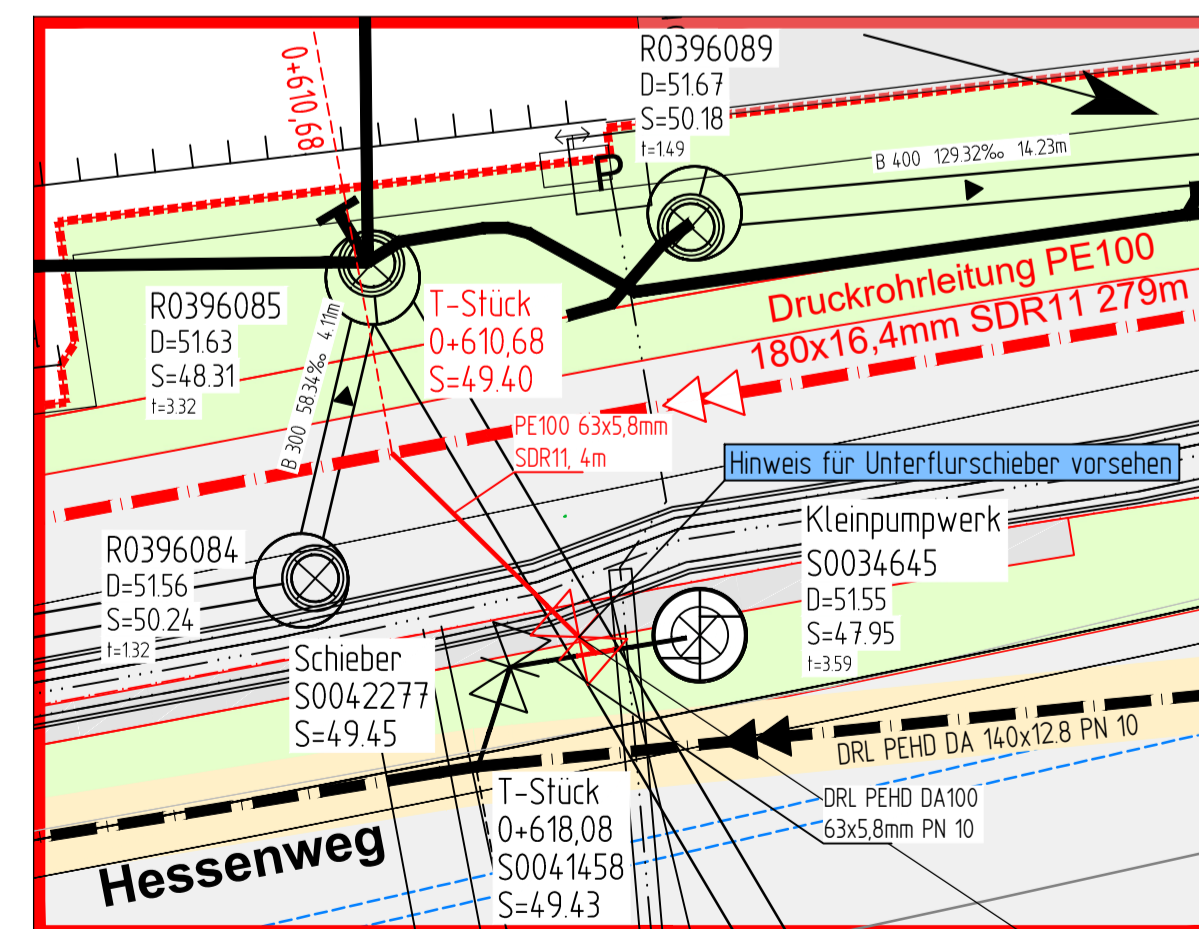 0+610,68
R0396089
D=51.67
S=50.18
t=1.49
P
B 400 129.32‰ 14.23m
R0396085
D=51.63
S=48.31
t=3.32
B 300 58.34‰ 4.11m
T-Stück
0+610,68
S=49.40
Druckrohrleitung PE100
180x16,4mm SDR11 279m
PE100 63x5,8mm
SDR11, 4m
Hinweis für Unterflurschieber vorsehen
R0396084
D=51.56
S=50.24
t=1.32
Kleinpumpwerk
S0034645
D=51.55
S=47.95
t=3.59
Schieber
S0042277
S=49.45
DRL PEHD DA 140x12.8 PN 10
T-Stück
0+618,08
S0041458
S=49.43
DRL PEHD DA100
63x5,8mm PN 10
Hessenweg